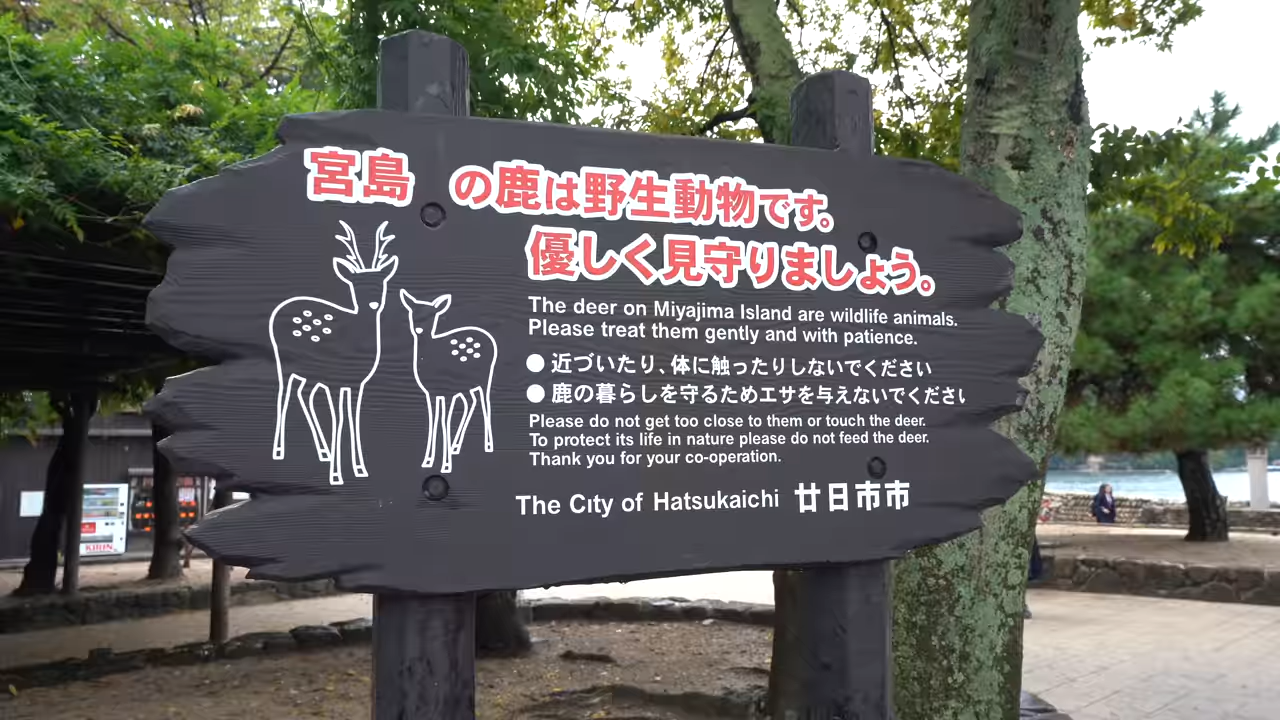 宮島 の鹿は野生動物です。
優しく見守りましょう。
The deer on Miyajima Island are wildlife animals.
Please treat them gently and with patience.
● 近づいたり、体に触ったりしないでください
● 鹿の暮らしを守るためエサを与えないでください
Please do not get too close to them or touch the deer.
To protect its life in nature please do not feed the deer.
Thank you for your co-operation.
The City of Hatsukaichi 廿日市市
KIRIN